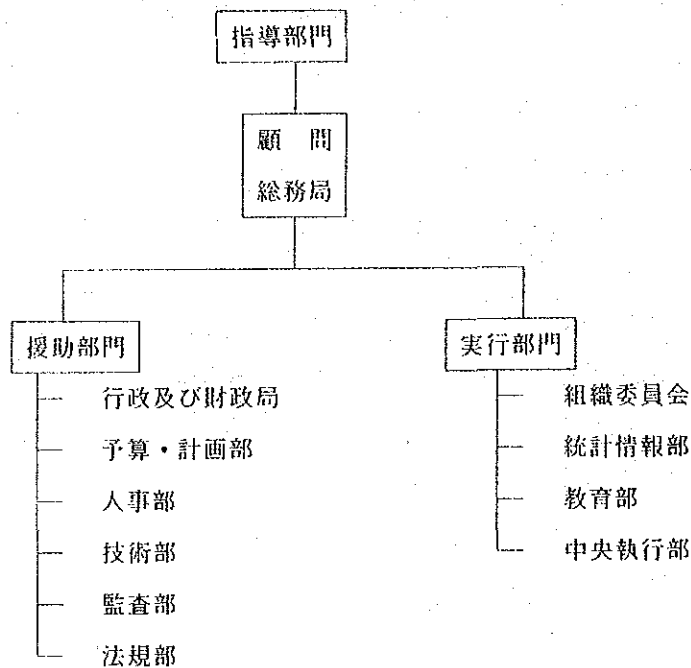 指導部門
顧問
総務局
援助部門
行政及び財政局
予算・計画部
人事部
技術部
監査部
法規部
実行部門
組織委員会
統計情報部
教育部
中央執行部